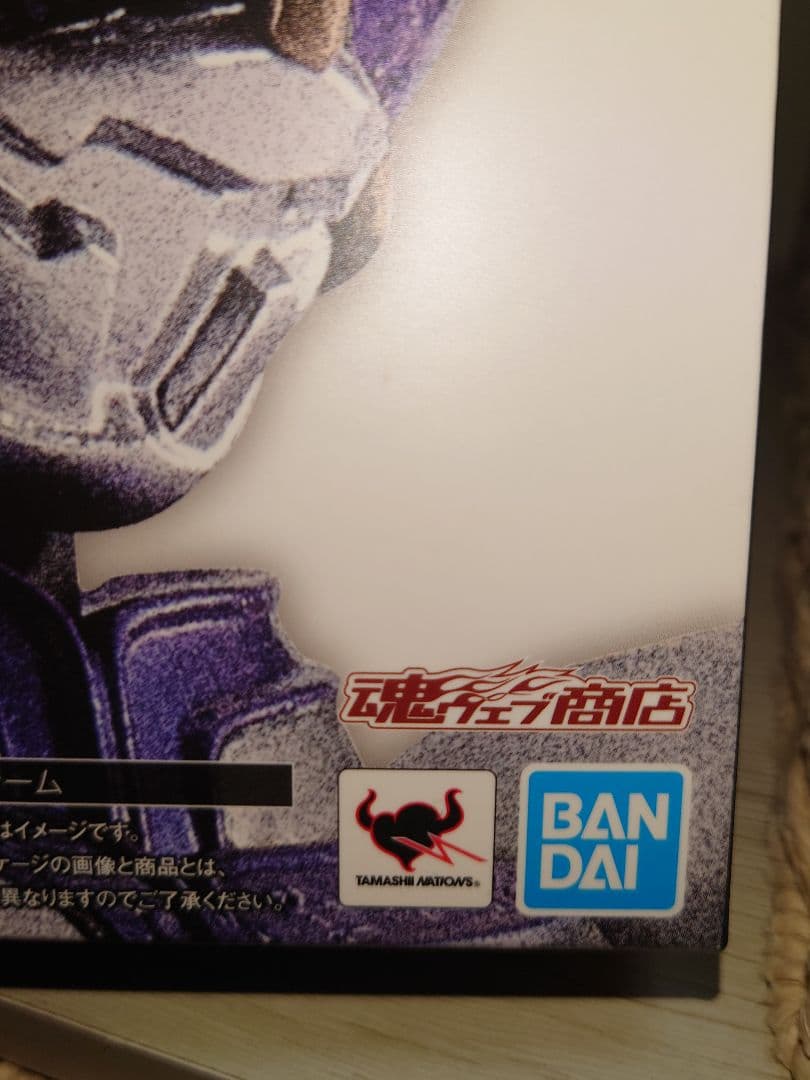 魂ウェブ商店
ーム
はイメージです。
ケージの画像と商品とは、
異なりますのでご了承ください。
TAMASHII NATIONS®
BAN
DAI